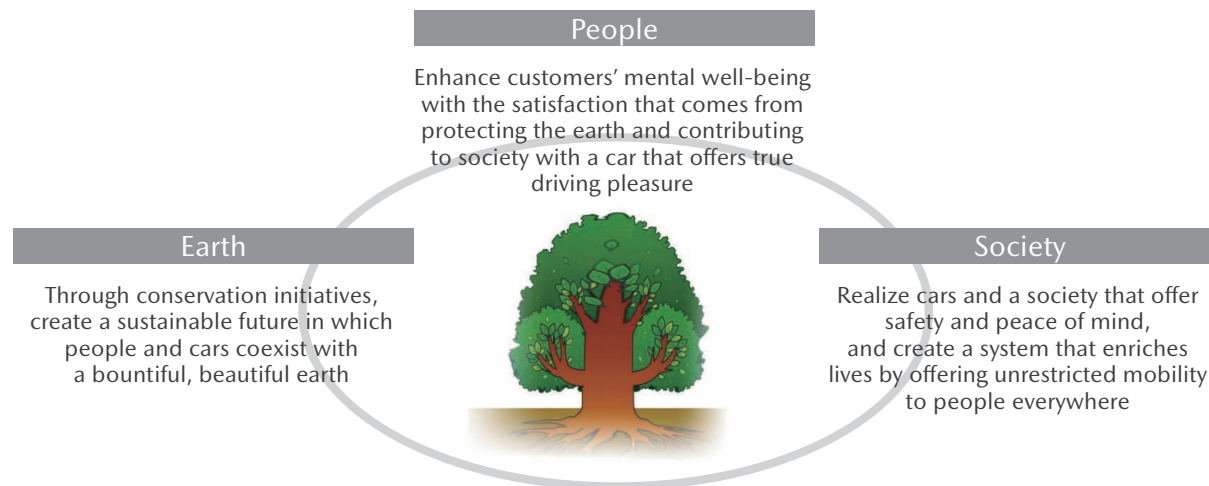 People
Enhance customers’ mental well-being
with the satisfaction that comes from
protecting the earth and contributing
to society with a car that offers true
driving pleasure
Earth
Through conservation initiatives,
create a sustainable future in which
people and cars coexist with
a bountiful, beautiful earth
Society
Realize cars and a society that offer
safety and peace of mind,
and create a system that enriches
lives by offering unrestricted mobility
to people everywhere